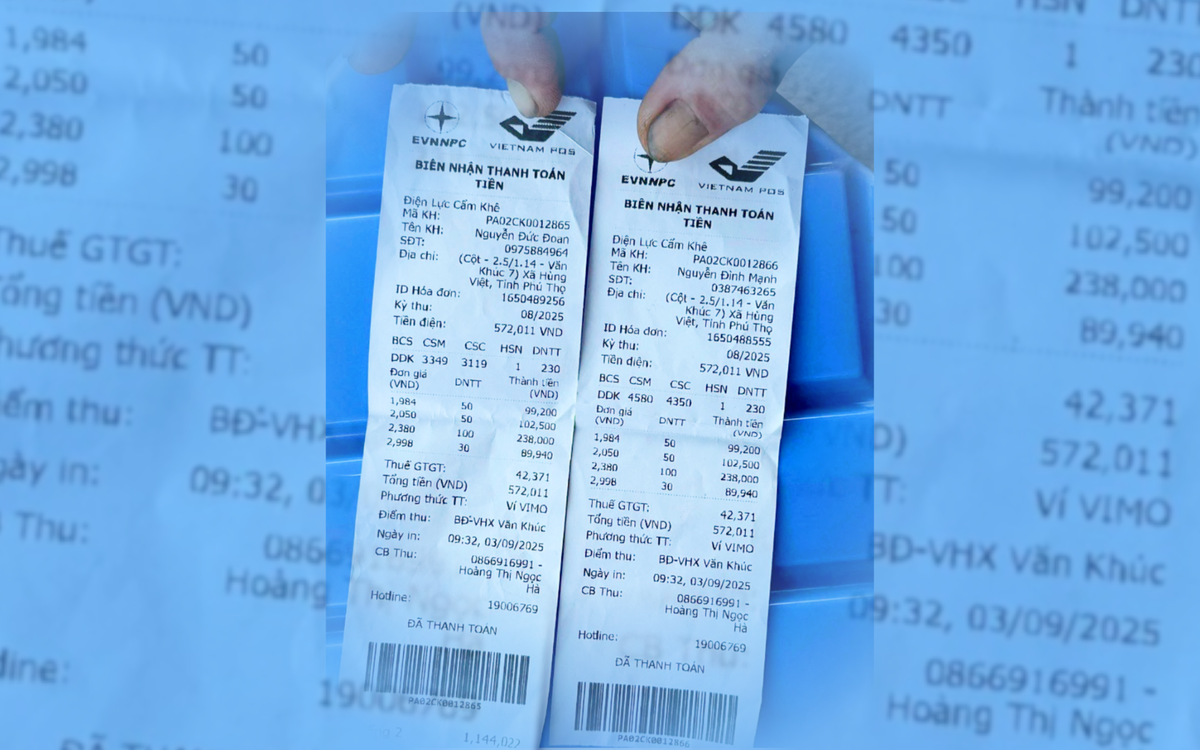 EVNNPC
VIETNAM POS
BIÊN NHẬN THANH TOÁN
TIỀN
Điện Lực Cẩm Khê
Mã KH: PA02CK0012865
Tên KH: Nguyễn Đức Đoan
SĐT: 0975884964
Địa chỉ: (Cột - 2.5/1.14 - Văn
Khúc 7) Xã Hùng
Việt, Tỉnh Phú Thọ
ID Hóa đơn: 1650489256
Kỳ thu: 08/2025
Tiền điện: 572,011 VND
BCS CSM CSC HSN DNTT
DDK 3349 3119 1 230
Đơn giá DNTT Thành tiền
(VND) (VND)
1,984 50 99,200
2,050 50 102,500
2,380 100 238,000
2,998 30 89,940
Thuế GTGT: 42,371
Tổng tiền (VND) 572,011
Phương thức TT: Ví VIMO
Điểm thu: BĐ-VHX Văn Khúc
Ngày in: 09:32, 03/09/2025
CB Thu: 0866916991 -
Hoàng Thị Ngọc
Hà
Hotline: 19006769
ĐÃ THANH TOÁN
PA02CK0012865
1,144,022
EVNNPC
VIETNAM POS
BIÊN NHẬN THANH TOÁN
TIỀN
Điện Lực Cẩm Khê
Mã KH: PA02CK0012866
Tên KH: Nguyễn Đình Mạnh
SĐT: 0387463265
Địa chỉ: (Cột - 2.5/1.14 - Văn
Khúc 7) Xã Hùng
Việt, Tỉnh Phú Thọ
ID Hóa đơn: 1650488555
Kỳ thu: 08/2025
Tiền điện: 572,011 VND
BCS CSM CSC HSN DNTT
DDK 4580 4350 1 230
Đơn giá DNTT Thành tiền
(VND) (VND)
1,984 50 99,200
2,050 50 102,500
2,380 100 238,000
2,998 30 89,940
Thuế GTGT: 42,371
Tổng tiền (VND) 572,011
Phương thức TT: Ví VIMO
Điểm thu: BĐ-VHX Văn Khúc
Ngày in: 09:32, 03/09/2025
CB Thu: 0866916991 -
Hoàng Thị Ngọc
Hà
Hotline: 19006769
ĐÃ THANH TOÁN
PA02CK0012866